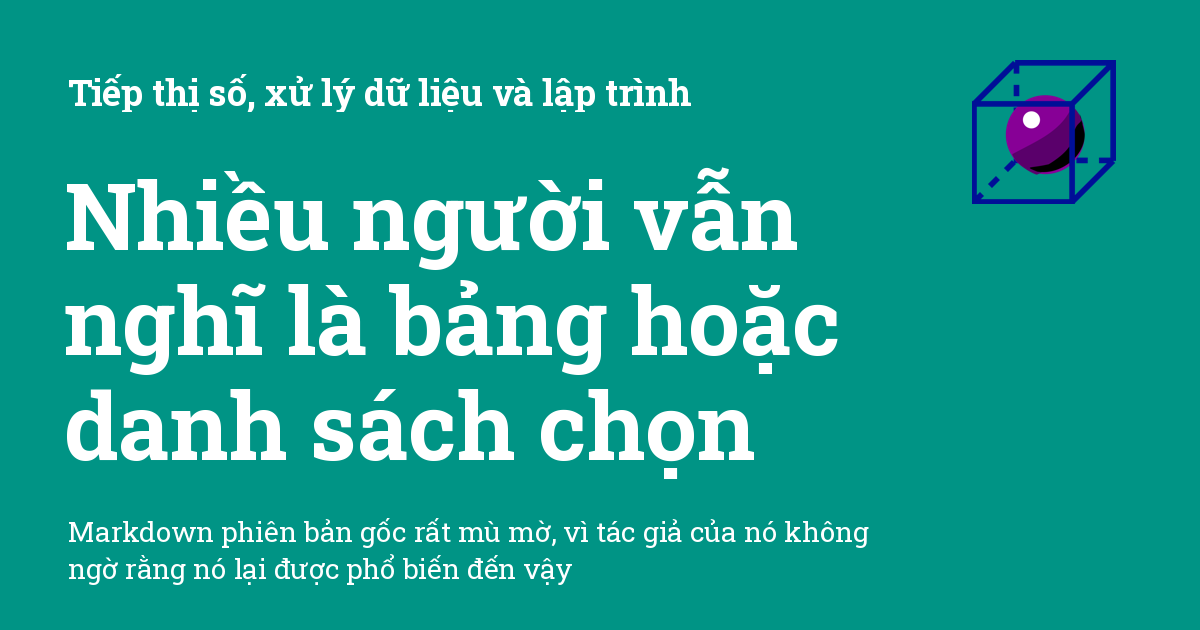 Tiếp thị số, xử lý dữ liệu và lập trình
Nhiều người vẫn
nghĩ là bảng hoặc
danh sách chọn
Markdown phiên bản gốc rất mù mờ, vì tác giả của nó không
ngờ rằng nó lại được phổ biến đến vậy